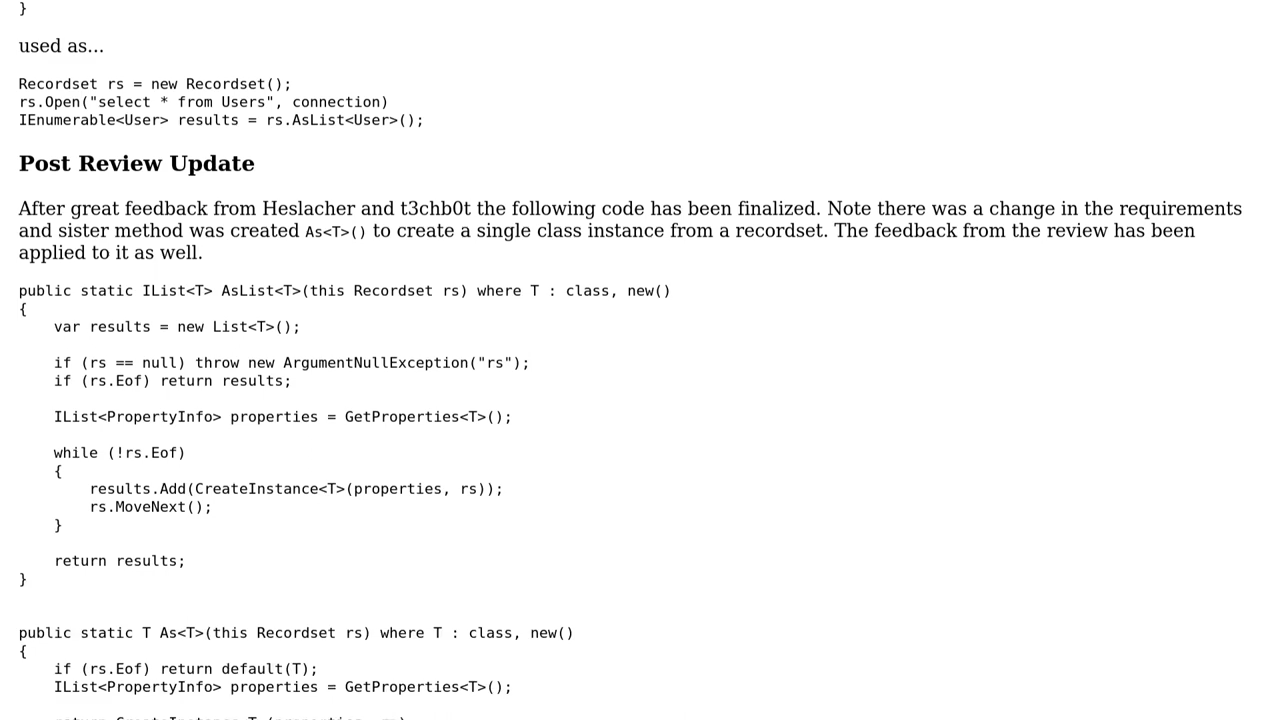 }
used as...
Recordset rs = new Recordset();
rs.Open("select * from Users", connection)
IEnumerable<User> results = rs.AsList<User>();
Post Review Update
After great feedback from Heslacher and t3chb0t the following code has been finalized. Note there was a change in the requirements
and sister method was created As<T>() to create a single class instance from a recordset. The feedback from the review has been
applied to it as well.
public static IList<T> AsList<T>(this Recordset rs) where T : class, new()
{
    var results = new List<T>();
    if (rs == null) throw new ArgumentNullException("rs");
    if (rs.Eof) return results;
    IList<PropertyInfo> properties = GetProperties<T>();
    while (!rs.Eof)
    {
        results.Add(CreateInstance<T>(properties, rs));
        rs.MoveNext();
    }
    return results;
}
public static T As<T>(this Recordset rs) where T : class, new()
{
    if (rs.Eof) return default(T);
    IList<PropertyInfo> properties = GetProperties<T>();